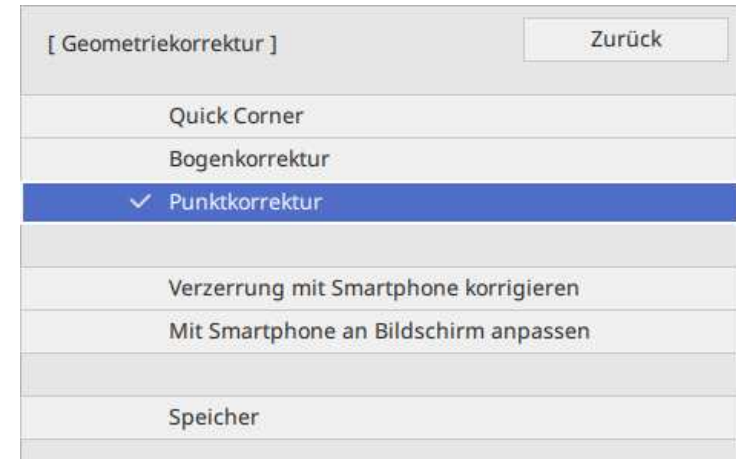 [ Geometriekorrektur ] Zurück
Quick Corner
Bogenkorrektur
Punktkorrektur
Verzerrung mit Smartphone korrigieren
Mit Smartphone an Bildschirm anpassen
Speicher